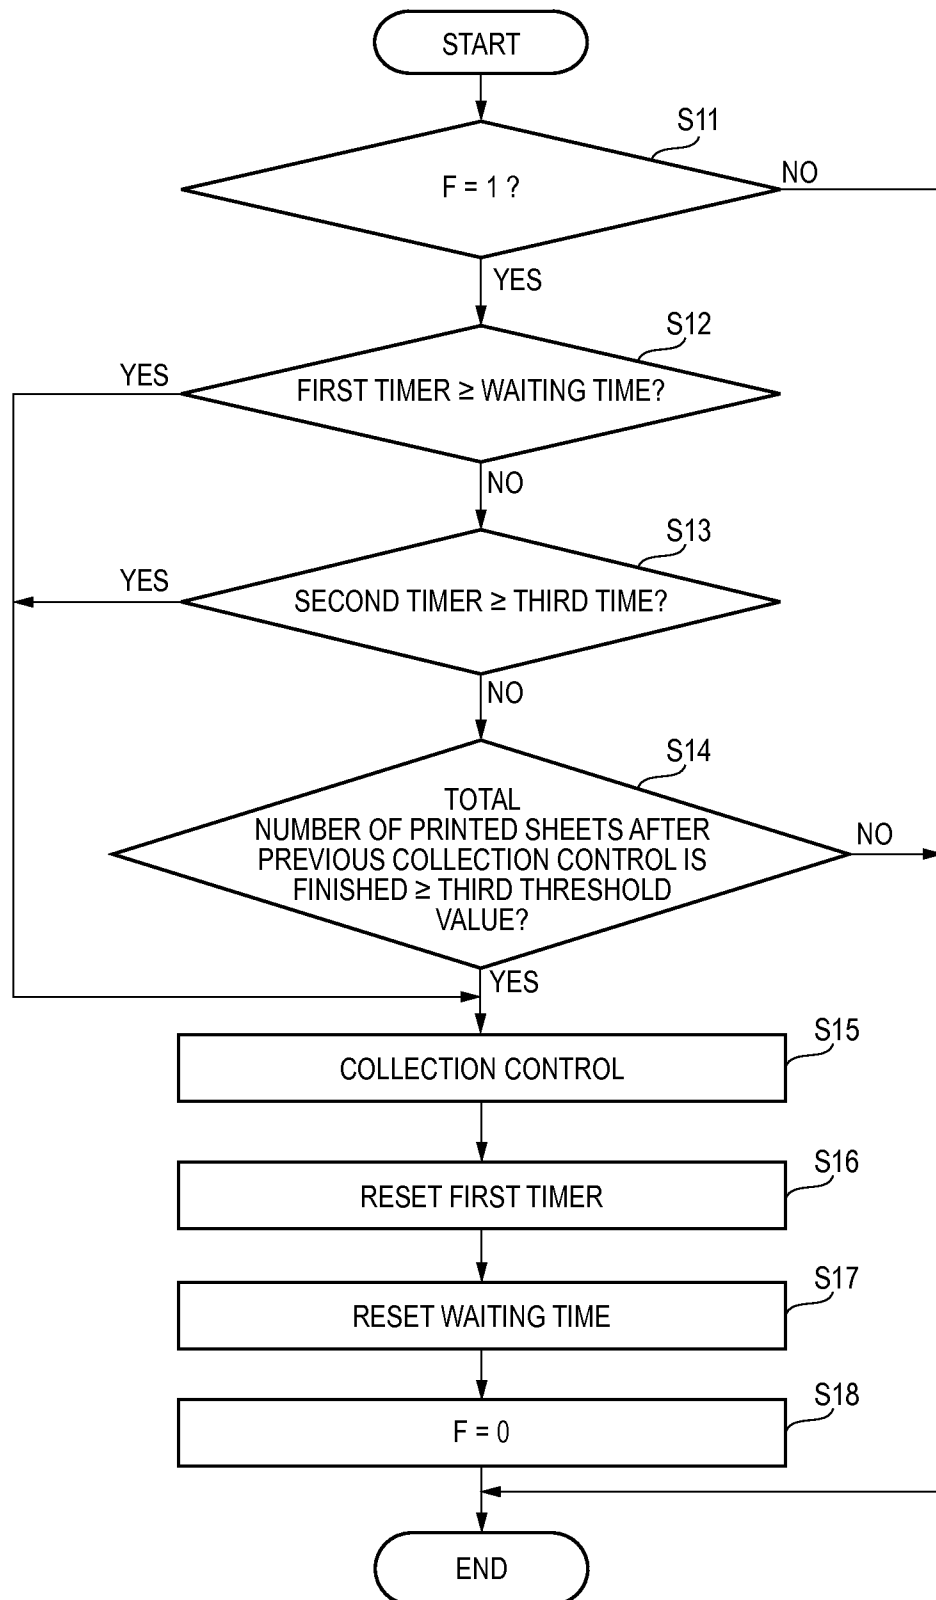 START
S11
F = 1 ?
NO
YES
S12
YES
FIRST TIMER ≥ WAITING TIME?
NO
S13
YES
SECOND TIMER ≥ THIRD TIME?
NO
S14
TOTAL
NUMBER OF PRINTED SHEETS AFTER
PREVIOUS COLLECTION CONTROL IS
FINISHED ≥ THIRD THRESHOLD
VALUE?
NO
YES
S15
COLLECTION CONTROL
S16
RESET FIRST TIMER
S17
RESET WAITING TIME
S18
F = 0
END